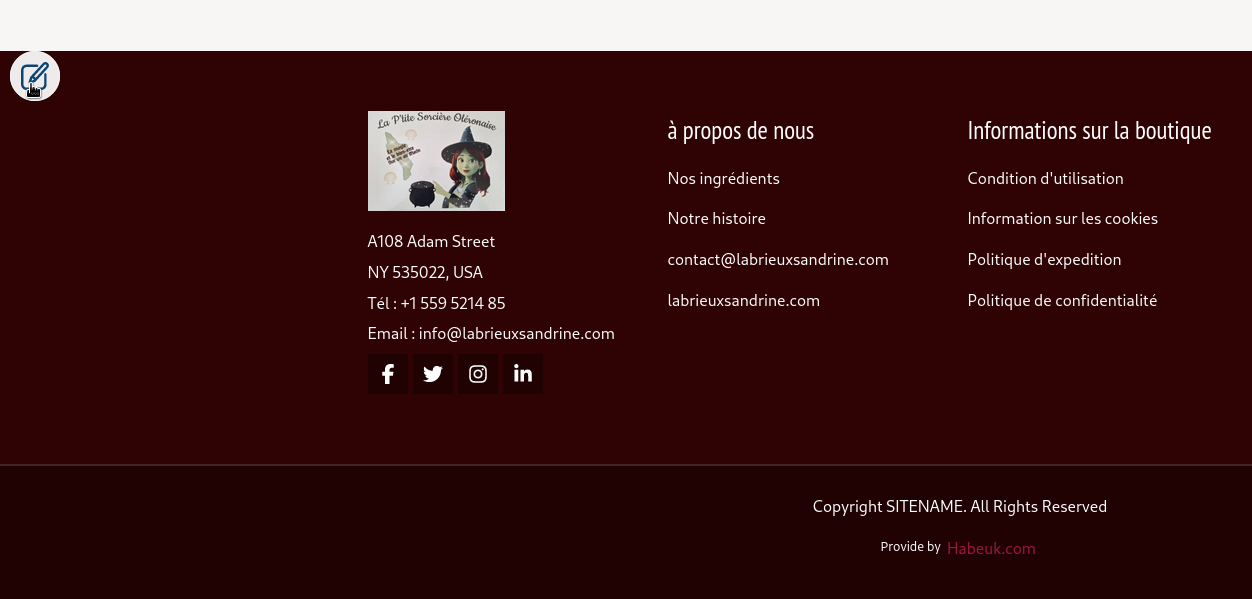 La P'tite Sorcière Oléronaise
A108 Adam Street
NY 535022, USA
Tél : +1 559 5214 85
Email : info@labrieuxsandrine.com
à propos de nous
Nos ingrédients
Notre histoire
contact@labrieuxsandrine.com
labrieuxsandrine.com
Informations sur la boutique
Condition d'utilisation
Information sur les cookies
Politique d'expedition
Politique de confidentialité
Copyright SITENAME. All Rights Reserved
Provide by Habeuk.com